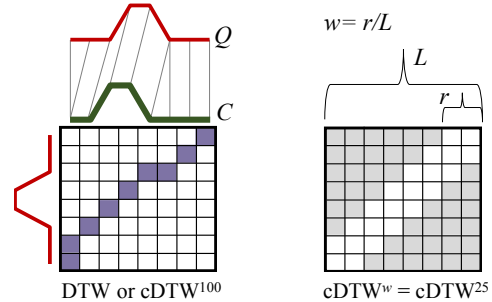 Q
w= r/L
L
r
C
DTW or cDTW¹⁰⁰
cDTWʷ = cDTW²⁵